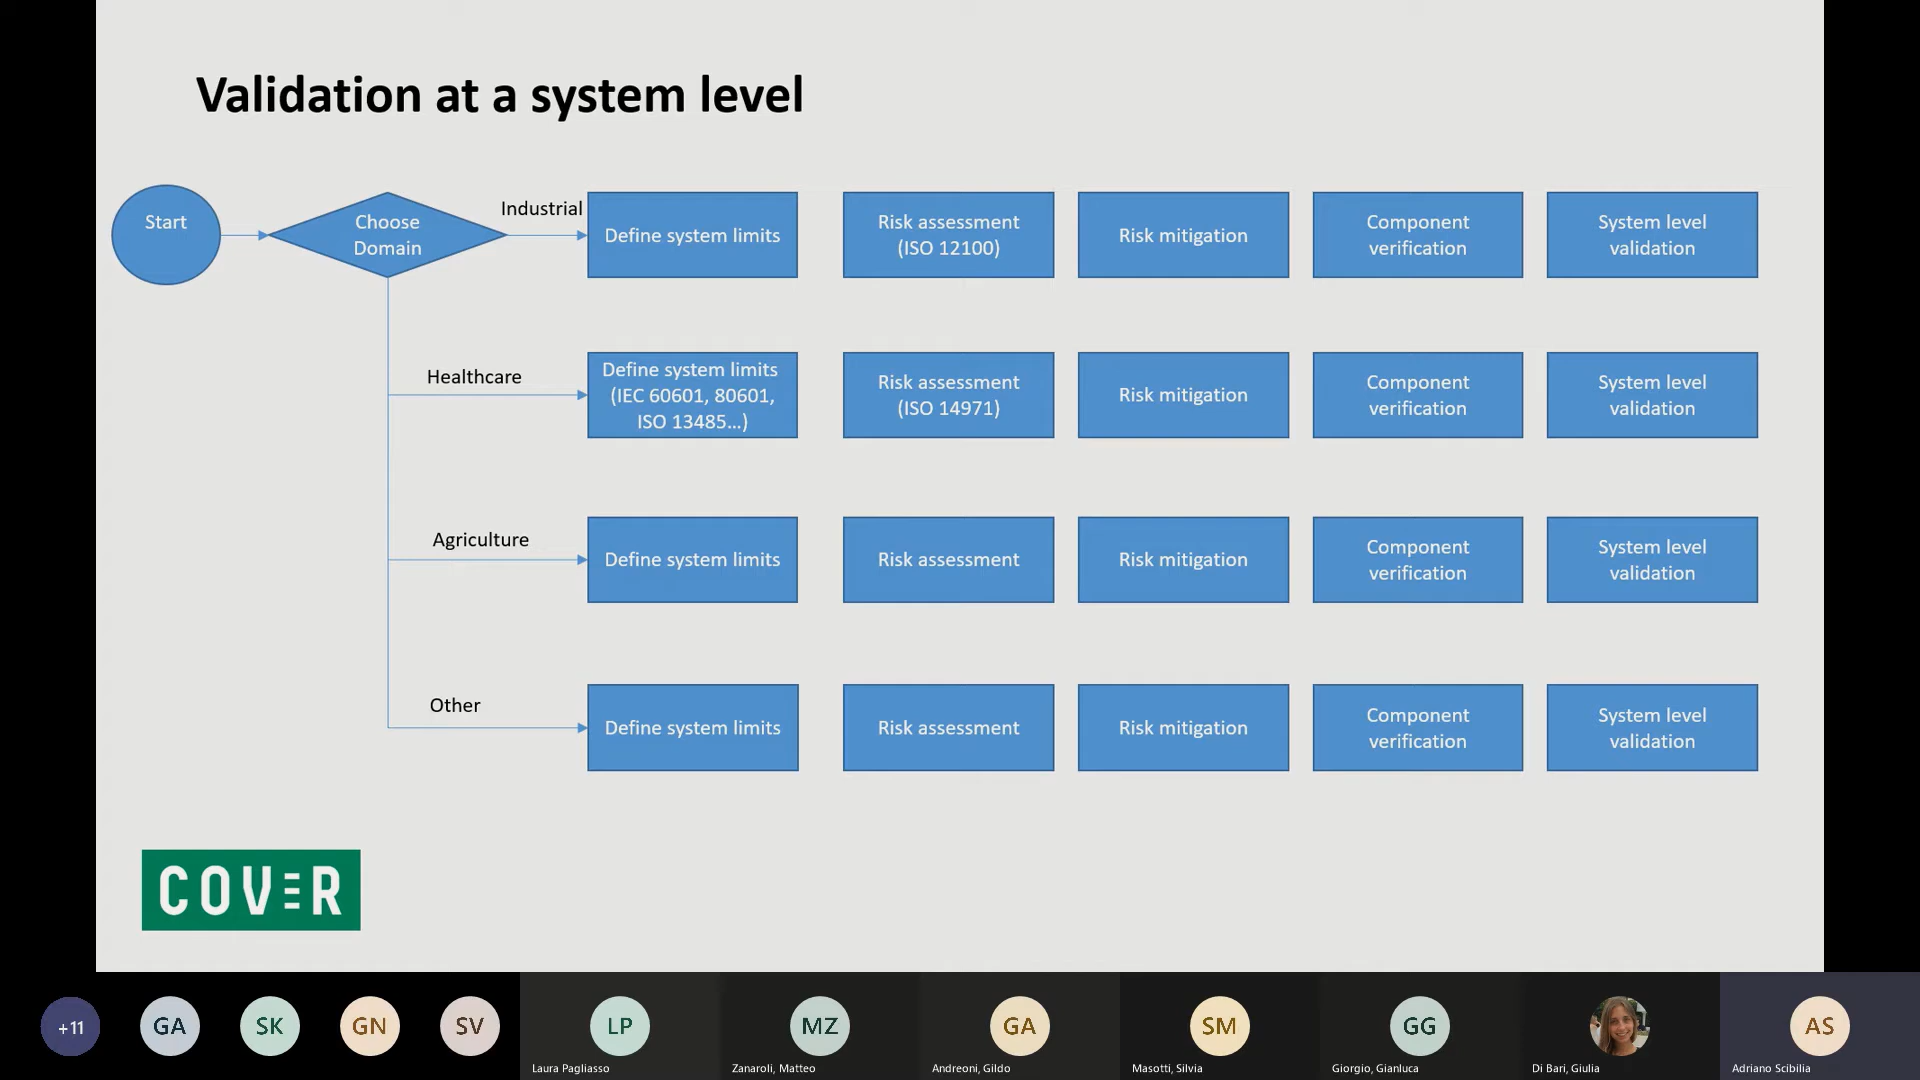 Validation at a system level
Start
Choose
Domain
Industrial
Define system limits
Risk assessment
(ISO 12100)
Risk mitigation
Component
verification
System level
validation
Healthcare
Define system limits
(IEC 60601, 80601,
ISO 13485...)
Risk assessment
(ISO 14971)
Risk mitigation
Component
verification
System level
validation
Agriculture
Define system limits
Risk assessment
Risk mitigation
Component
verification
System level
validation
Other
Define system limits
Risk assessment
Risk mitigation
Component
verification
System level
validation
COVER
+11
GA
SK
GN
SV
LP
Laura Pagliasso
MZ
Zanaroli, Matteo
GA
Andreoni, Gildo
SM
Masotti, Silvia
GG
Giorgio, Gianluca
Di Bari, Giulia
AS
Adriano Scibilia